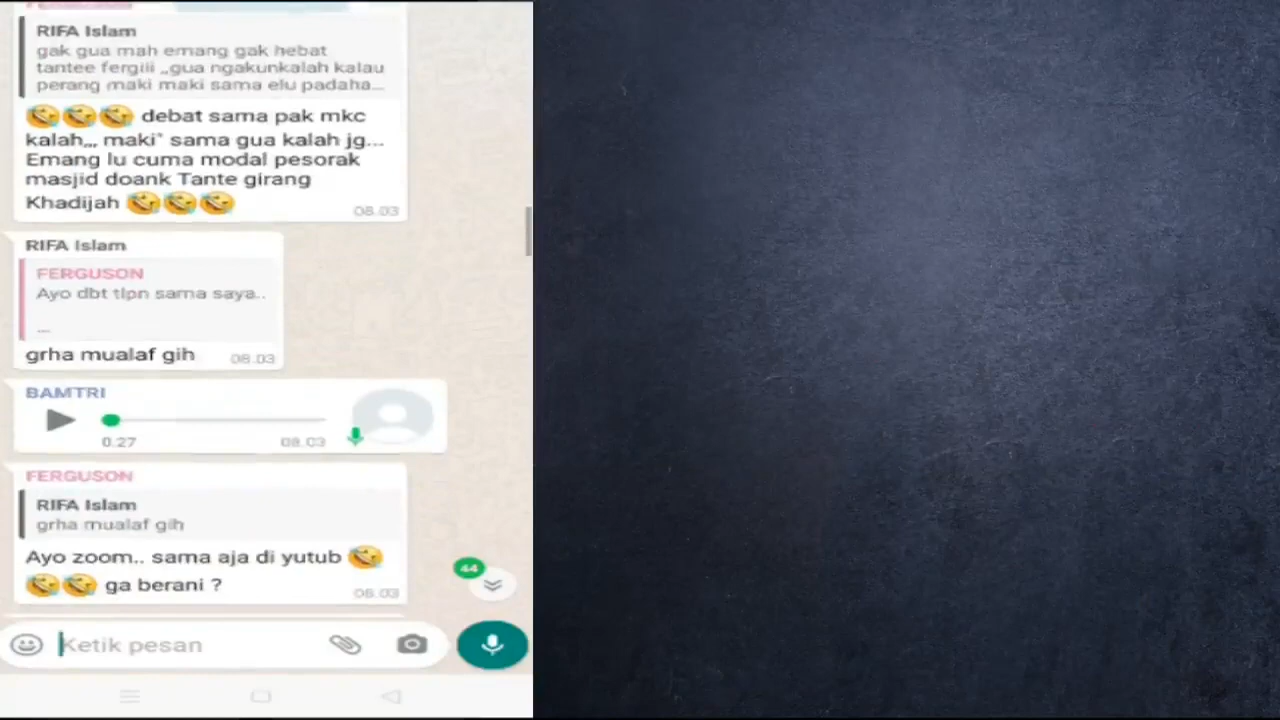 RIFA Islam
gak gua mah emang gak hebat
tantee fergiii ,,gua ngakunkalah kalau
perang maki maki sama elu padaha...
🤣🤣🤣 debat sama pak mkc
kalah,,, maki" sama gua kalah jg...
Emang lu cuma modal pesorak
masjid doank Tante girang
Khadijah 🤣🤣🤣
08.03
RIFA Islam
FERGUSON
Ayo dbt tlpn sama saya..
...
grha mualaf gih 08.03
BAMTRI
0.27 08.03
FERGUSON
RIFA Islam
grha mualaf gih
Ayo zoom.. sama aja di yutub 🤣
🤣🤣 ga berani ?
08.03
44
Ketik pesan